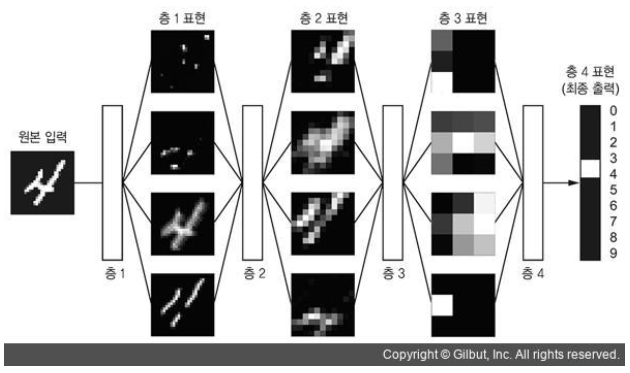 층 1 표현
층 2 표현
층 3 표현
층 4 표현
(최종 출력)
원본 입력
0
1
2
3
4
5
6
7
8
9
층 1
층 2
층 3
층 4
Copyright © Gilbut, Inc. All rights reserved.